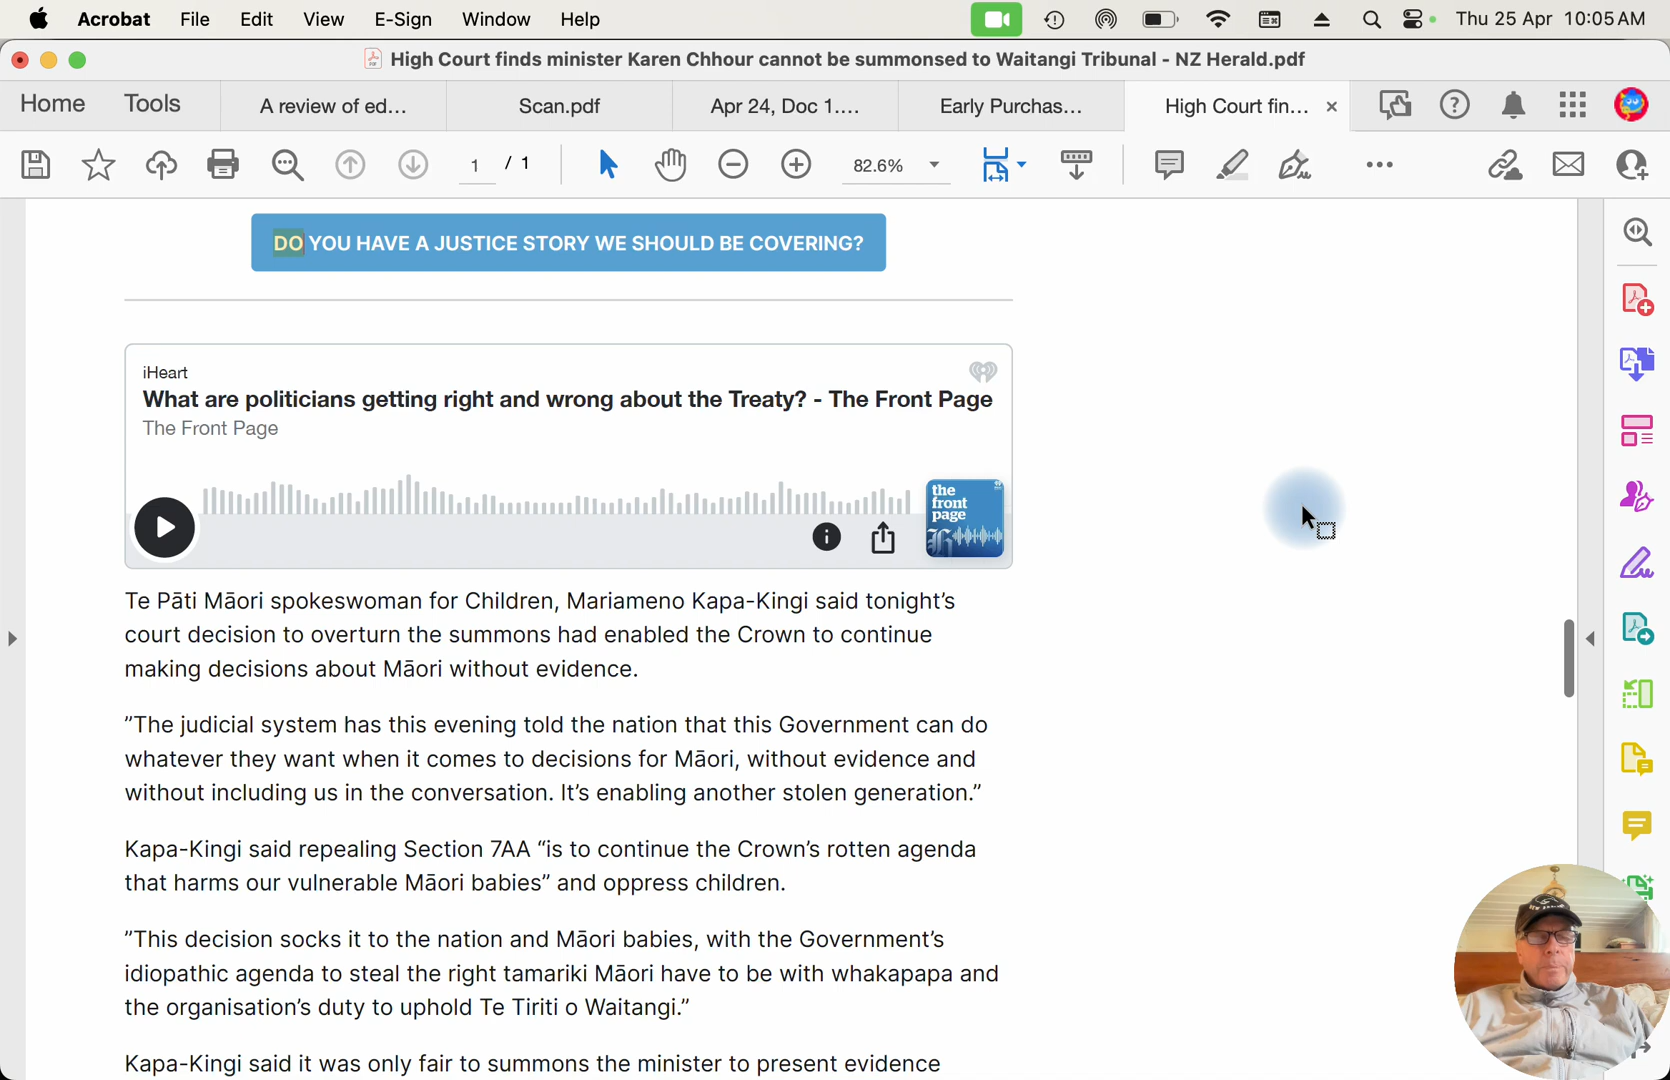 Acrobat File Edit View E-Sign Window Help Thu 25 Apr 10:05 AM
High Court finds minister Karen Chhour cannot be summonsed to Waitangi Tribunal - NZ Herald.pdf
Home Tools A review of ed... Scan.pdf Apr 24, Doc 1.... Early Purchas... High Court fin...
1 / 1 82.6%
DO YOU HAVE A JUSTICE STORY WE SHOULD BE COVERING?
iHeart
What are politicians getting right and wrong about the Treaty? - The Front Page
The Front Page
the
front
page
Te Pāti Māori spokeswoman for Children, Mariameno Kapa-Kingi said tonight’s
court decision to overturn the summons had enabled the Crown to continue
making decisions about Māori without evidence.
”The judicial system has this evening told the nation that this Government can do
whatever they want when it comes to decisions for Māori, without evidence and
without including us in the conversation. It’s enabling another stolen generation.”
Kapa-Kingi said repealing Section 7AA “is to continue the Crown’s rotten agenda
that harms our vulnerable Māori babies” and oppress children.
”This decision socks it to the nation and Māori babies, with the Government’s
idiopathic agenda to steal the right tamariki Māori have to be with whakapapa and
the organisation’s duty to uphold Te Tiriti o Waitangi.”
Kapa-Kingi said it was only fair to summons the minister to present evidence